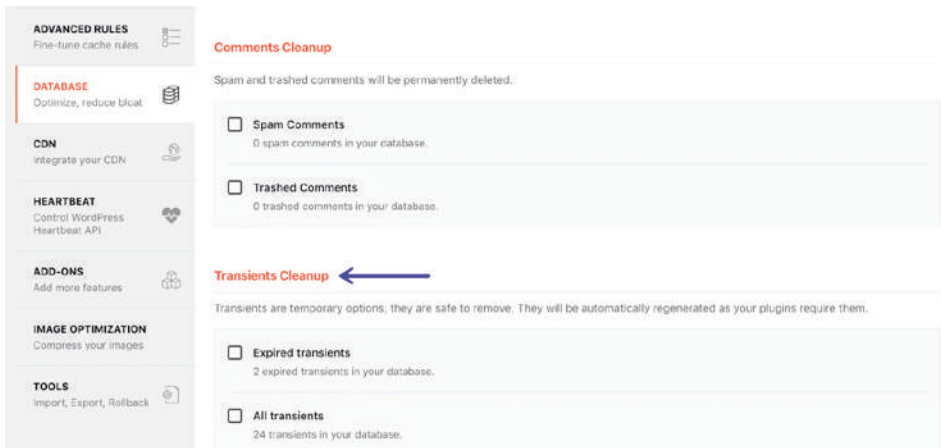 ADVANCED RULES
Fine-tune cache rules
DATABASE
Optimize, reduce bloat
CDN
Integrate your CDN
HEARTBEAT
Control WordPress
Heartbeat API
ADD-ONS
Add more features
IMAGE OPTIMIZATION
Compress your images
TOOLS
Import, Export, Rollback
Comments Cleanup
Spam and trashed comments will be permanently deleted.
Spam Comments
0 spam comments in your database.
Trashed Comments
0 trashed comments in your database.
Transients Cleanup
Transients are temporary options; they are safe to remove. They will be automatically regenerated as your plugins require them.
Expired transients
2 expired transients in your database.
All transients
24 transients in your database.